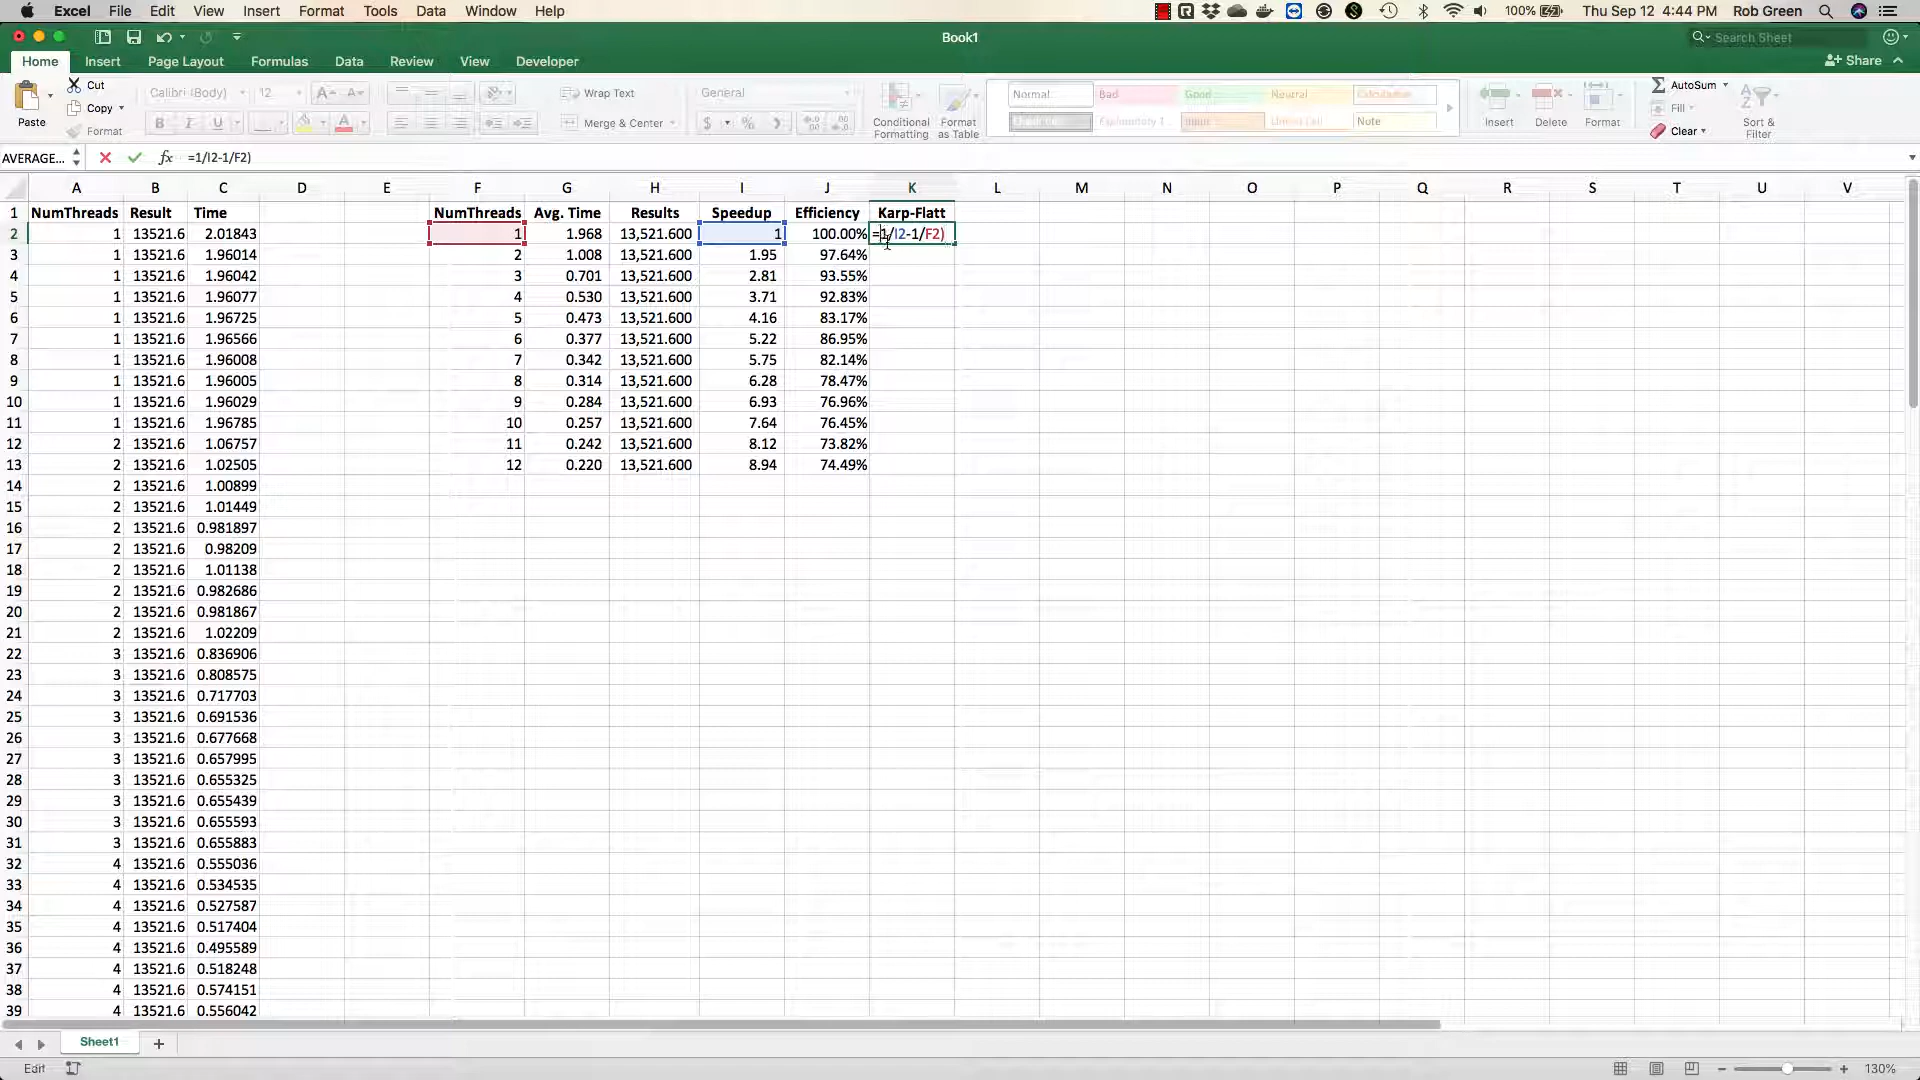 Excel File Edit View Insert Format Tools Data Window Help 100% Thu Sep 12 4:44 PM Rob Green
Book1
Search Sheet
Home Insert Page Layout Formulas Data Review View Developer
Share
Paste
Cut
Copy
Format
Calibri (Body) 12
Wrap Text
Merge & Center
General
Conditional Formatting
Format as Table
Normal Bad Good Neutral Calculation
Input Note
Insert Delete Format
AutoSum
Fill
Clear
Sort & Filter
AVERAGE... fx =1/I2-1/F2)
A B C D E F G H I J K L M N O P Q R S T U V
1 NumThreads Result Time NumThreads Avg. Time Results Speedup Efficiency Karp-Flatt
2 1 13521.6 2.01843 1 1.968 13,521.600 1 100.00% =1/I2-1/F2)
3 1 13521.6 1.96014 2 1.008 13,521.600 1.95 97.64%
4 1 13521.6 1.96042 3 0.701 13,521.600 2.81 93.55%
5 1 13521.6 1.96077 4 0.530 13,521.600 3.71 92.83%
6 1 13521.6 1.96725 5 0.473 13,521.600 4.16 83.17%
7 1 13521.6 1.96566 6 0.377 13,521.600 5.22 86.95%
8 1 13521.6 1.96008 7 0.342 13,521.600 5.75 82.14%
9 1 13521.6 1.96005 8 0.314 13,521.600 6.28 78.47%
10 1 13521.6 1.96029 9 0.284 13,521.600 6.93 76.96%
11 1 13521.6 1.96785 10 0.257 13,521.600 7.64 76.45%
12 2 13521.6 1.06757 11 0.242 13,521.600 8.12 73.82%
13 2 13521.6 1.02505 12 0.220 13,521.600 8.94 74.49%
14 2 13521.6 1.00899
15 2 13521.6 1.01449
16 2 13521.6 0.981897
17 2 13521.6 0.98209
18 2 13521.6 1.01138
19 2 13521.6 0.982686
20 2 13521.6 0.981867
21 2 13521.6 1.02209
22 3 13521.6 0.836906
23 3 13521.6 0.808575
24 3 13521.6 0.717703
25 3 13521.6 0.691536
26 3 13521.6 0.677668
27 3 13521.6 0.657995
28 3 13521.6 0.655325
29 3 13521.6 0.655439
30 3 13521.6 0.655593
31 3 13521.6 0.655883
32 4 13521.6 0.555036
33 4 13521.6 0.534535
34 4 13521.6 0.527587
35 4 13521.6 0.517404
36 4 13521.6 0.495589
37 4 13521.6 0.518248
38 4 13521.6 0.574151
39 4 13521.6 0.556042
Sheet1
Edit 130%